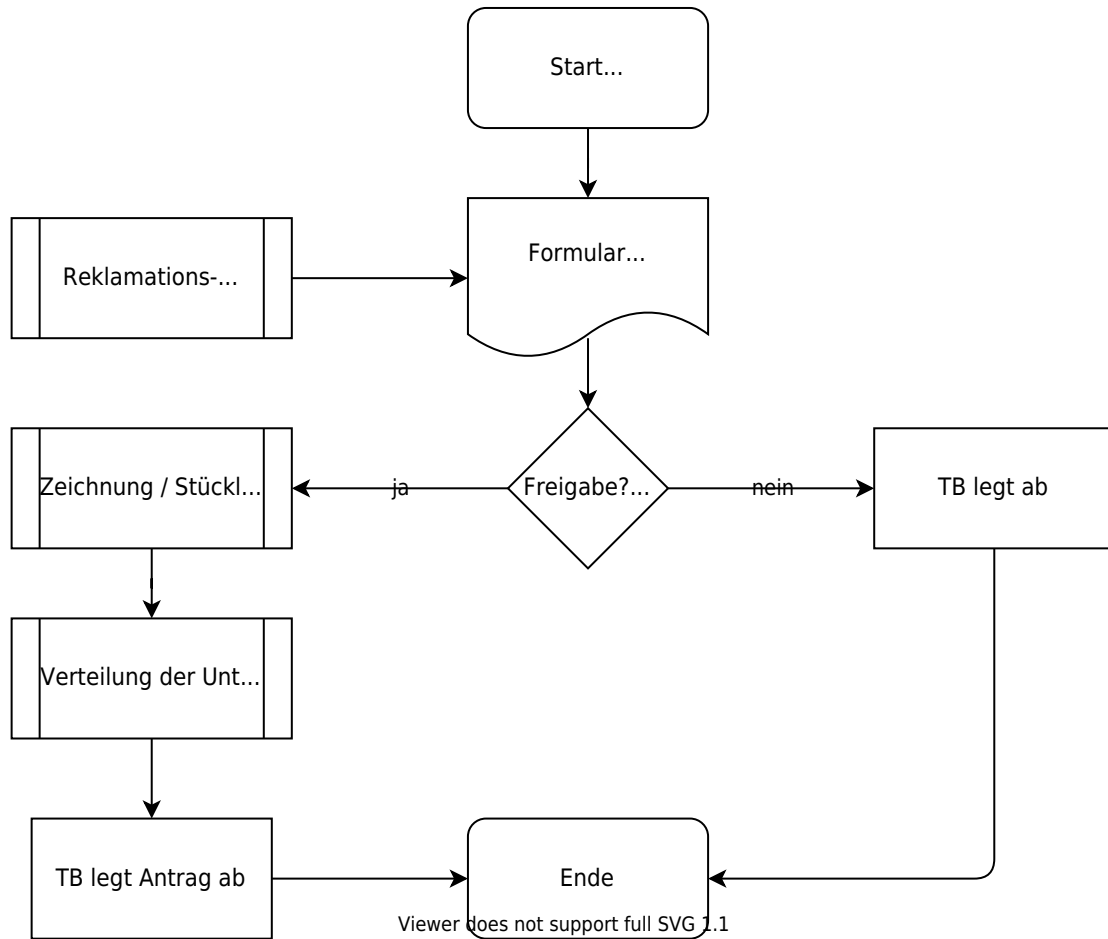 Start...
Formular...
Reklamations-...
Freigabe?...
ja
nein
Zeichnung / Stückl...
TB legt ab
Verteilung der Unt...
TB legt Antrag ab
Ende
Viewer does not support full SVG 1.1